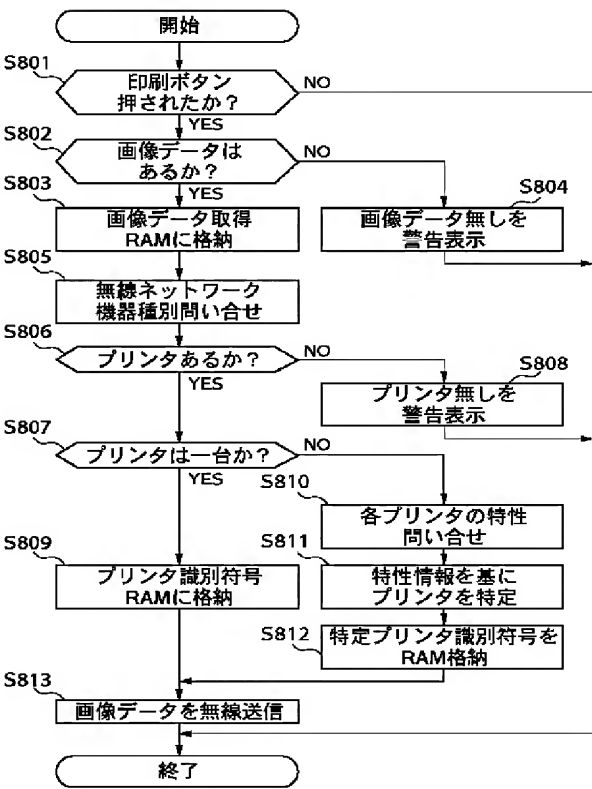 開始
S801
印刷ボタン
押されたか？
NO
YES
S802
画像データは
あるか？
NO
YES
S803
画像データ取得
RAMに格納
S804
画像データ無しを
警告表示
S805
無線ネットワーク
機器種別問い合せ
S806
プリンタあるか？
NO
YES
S808
プリンタ無しを
警告表示
S807
プリンタは一台か？
NO
YES
S810
各プリンタの特性
問い合せ
S809
プリンタ識別符号
RAMに格納
S811
特性情報を基に
プリンタを特定
S812
特定プリンタ識別符号を
RAM格納
S813
画像データを無線送信
終了